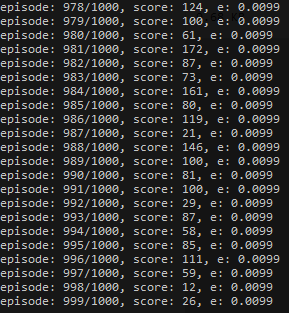 episode: 978/1000, score: 124, e: 0.0099
episode: 979/1000, score: 100, e: 0.0099
episode: 980/1000, score: 61, e: 0.0099
episode: 981/1000, score: 172, e: 0.0099
episode: 982/1000, score: 87, e: 0.0099
episode: 983/1000, score: 73, e: 0.0099
episode: 984/1000, score: 161, e: 0.0099
episode: 985/1000, score: 80, e: 0.0099
episode: 986/1000, score: 119, e: 0.0099
episode: 987/1000, score: 21, e: 0.0099
episode: 988/1000, score: 146, e: 0.0099
episode: 989/1000, score: 100, e: 0.0099
episode: 990/1000, score: 81, e: 0.0099
episode: 991/1000, score: 100, e: 0.0099
episode: 992/1000, score: 29, e: 0.0099
episode: 993/1000, score: 87, e: 0.0099
episode: 994/1000, score: 58, e: 0.0099
episode: 995/1000, score: 85, e: 0.0099
episode: 996/1000, score: 111, e: 0.0099
episode: 997/1000, score: 59, e: 0.0099
episode: 998/1000, score: 12, e: 0.0099
episode: 999/1000, score: 26, e: 0.0099